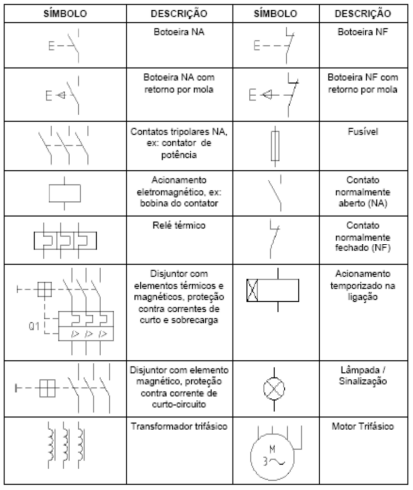 SÍMBOLO DESCRIÇÃO SÍMBOLO DESCRIÇÃO
Botoeira NA
Botoeira NF
Botoeira NA com
retorno por mola
Botoeira NF com
retorno por mola
Contatos tripolares NA,
ex: contator de
potência
Fusível
Acionamento
eletromagnético, ex:
bobina do contator
Contato
normalmente
aberto (NA)
Relé térmico
Contato
normalmente
fechado (NF)
Q1
Disjuntor com
elementos térmicos e
magnéticos, proteção
contra correntes de
curto e sobrecarga
Acionamento
temporizado na
ligação
Disjuntor com elemento
magnético, proteção
contra corrente de
curto-circuito
Lâmpada /
Sinalização
Transformador trifásico
M
3~
Motor Trifásico